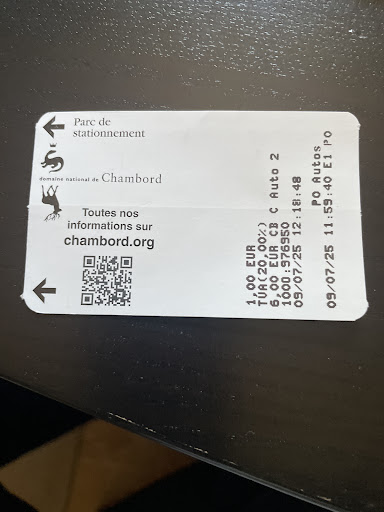 Parc de
stationnement
domaine national de Chambord
Toutes nos
informations sur
chambord.org
1,00 EUR
TVA(20,00%)
6,00 EUR CB C Auto 2
1000:976950
09/07/25 12:18:48
PO Autos
09/07/25 11:59:40 E1 PO